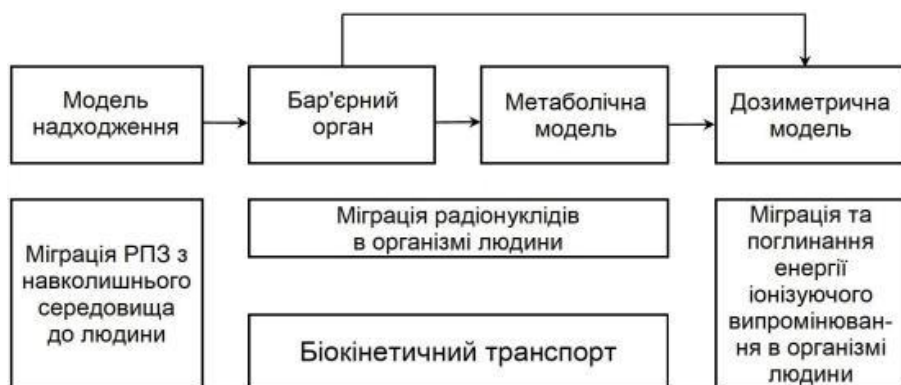 Модель
надходження
Бар'єрний
орган
Метаболічна
модель
Дозиметрична
модель
Міграція РПЗ з
навколишнього
середовища
до людини
Міграція радіонуклідів
в організмі людини
Біокінетичний транспорт
Міграція та
поглинання
енергії
іонізуючого
випромінюван-
ня в організмі
людини